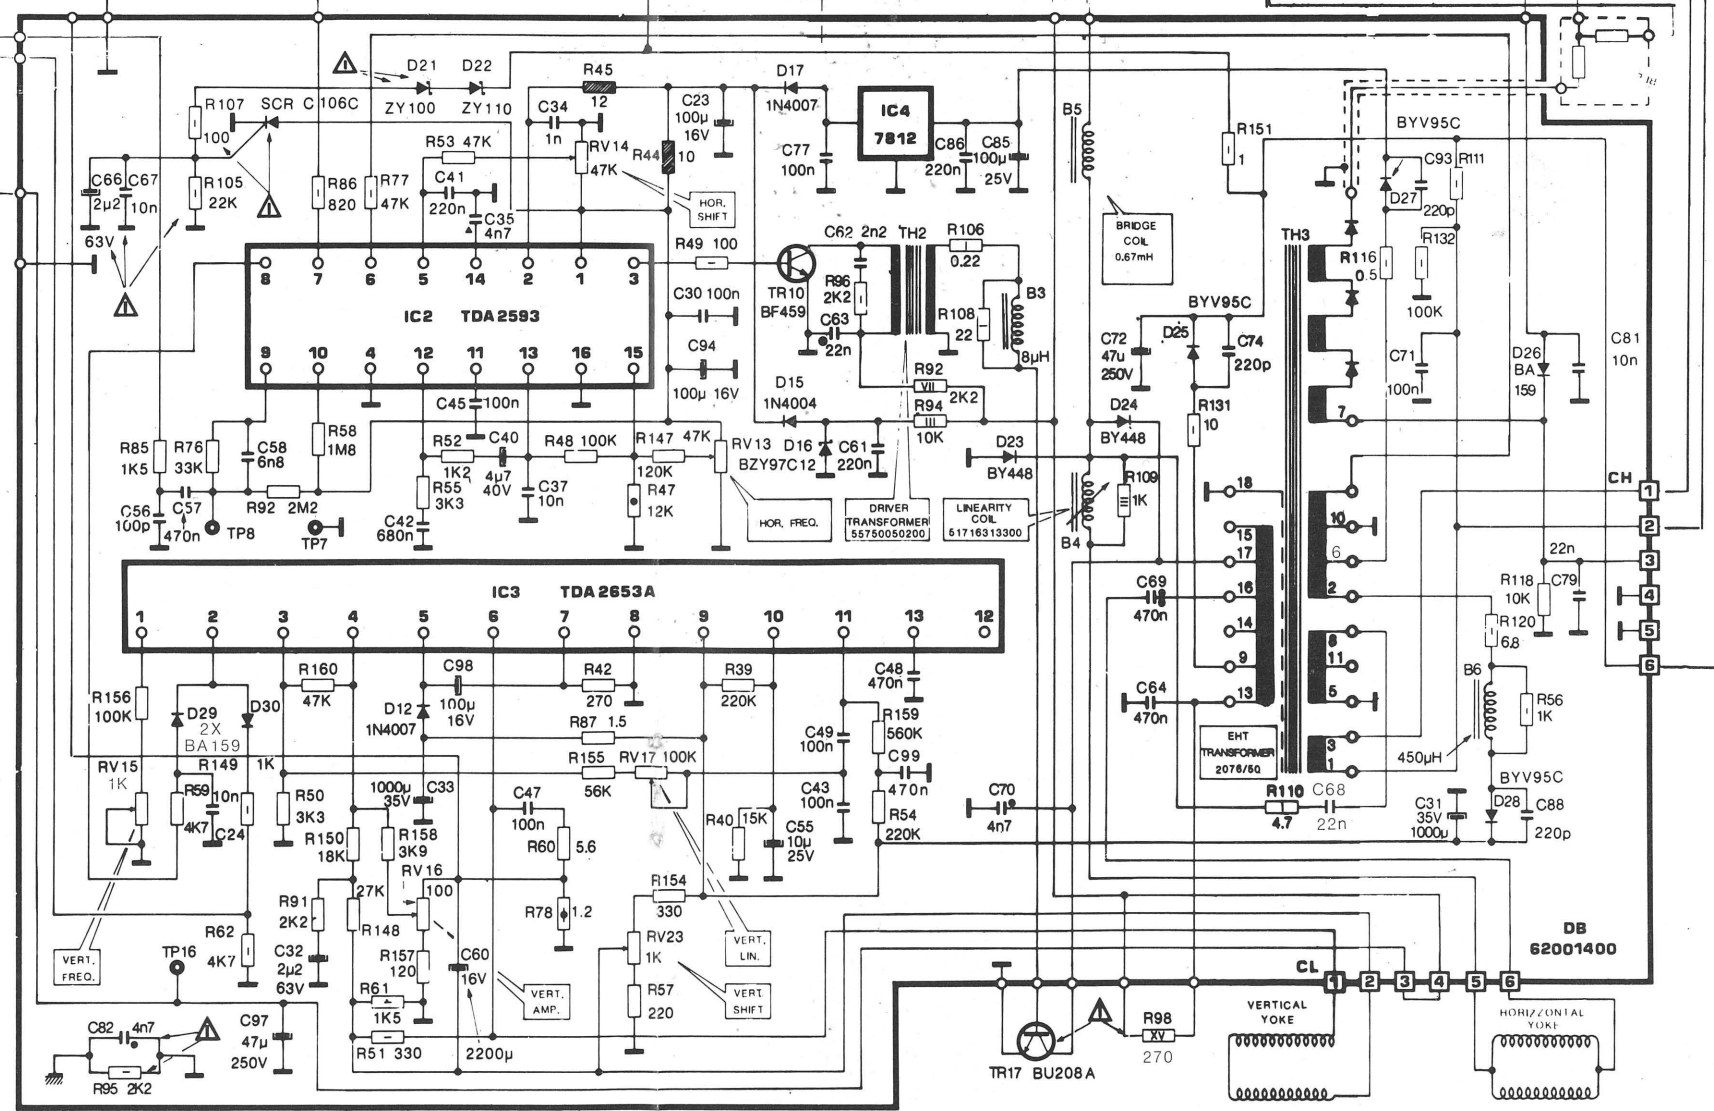 R107
100
SCR C106C
D21
D22
ZY100
ZY110
R45
12
C34
1n
C23
100µ
16V
D17
1N4007
IC4
7812
C77
100n
C86
220n
C85
100µ
25V
B5
R151
1
BYV95C
C93
R111
D27
220p
R132
100K
C66
2µ2
C67
10n
63V
R105
22K
R86
820
R77
47K
R53 47K
C41
220n
C35
4n7
RV14
47K
R44
10
HOR.
SHIFT
BRIDGE
COIL
0.67mH
TH3
R116
0.5
8
7
6
5
14
2
1
3
IC2 TDA2593
9
10
4
12
11
13
16
15
R49 100
C30 100n
C94
100µ 16V
TR10
BF459
C62 2n2
R96
2K2
C63
22n
TH2
R106
0.22
R108
22
B3
8µH
R92
VII
2K2
R94
III
10K
D15
1N4004
D16
BZY97C12
C61
220n
C72
47u
250V
BYV95C
D25
C74
220p
R131
10
D24
BY448
D23
BY448
R109
1K
B4
C71
100n
D26
BA
159
C81
10n
R85
1K5
R76
33K
C58
6n8
R58
1M8
C45
100n
R52
1K2
C40
4µ7
40V
R48 100K
R147 47K
120K
RV13
R55
3K3
C42
680n
C37
10n
R47
12K
C56
100p
C57
470n
R92 2M2
TP8
TP7
HOR. FREQ.
DRIVER
TRANSFORMER
55750050200
LINEARITY
COIL
51716313300
18
15
17
16
14
9
13
7
10
6
2
8
11
5
3
1
C69
470n
C64
470n
EHT
TRANSFORMER
2076/50
R110
4.7
C68
22n
CH
1
2
3
4
5
6
22n
C79
R118
10K
R120
6.8
B6
R56
1K
450µH
BYV95C
D28
C88
220p
C31
35V
1000µ
IC3 TDA2653A
1
2
3
4
5
6
7
8
9
10
11
13
12
R156
100K
D29
D30
2X
BA159
RV15
1K
R149
1K
R59
4K7
10n
C24
R160
47K
R50
3K3
D12
1N4007
C98
100µ
16V
R42
270
R87 1.5
R155
56K
RV17 100K
R39
220K
C48
470n
R159
560K
C49
100n
C99
470n
C43
100n
R54
220K
C33
1000µ
35V
C47
100n
R60
5.6
R40
15K
C55
10µ
25V
C70
4n7
R150
18K
R158
3K9
RV16
100
R91
2K2
27K
R148
R78
1.2
R154
330
RV23
1K
R62
4K7
C32
2µ2
63V
R157
120
C60
16V
2200µ
R61
1K5
R51 330
R57
220
VERT.
FREQ.
VERT.
AMP.
VERT.
LIN.
VERT
SHIFT
TP16
C82
4n7
R95 2K2
C97
47µ
250V
TR17 BU208A
R98
XV
270
CL
1
2
3
4
5
6
DB
62001400
VERTICAL
YOKE
HORIZZONTAL
YOKE